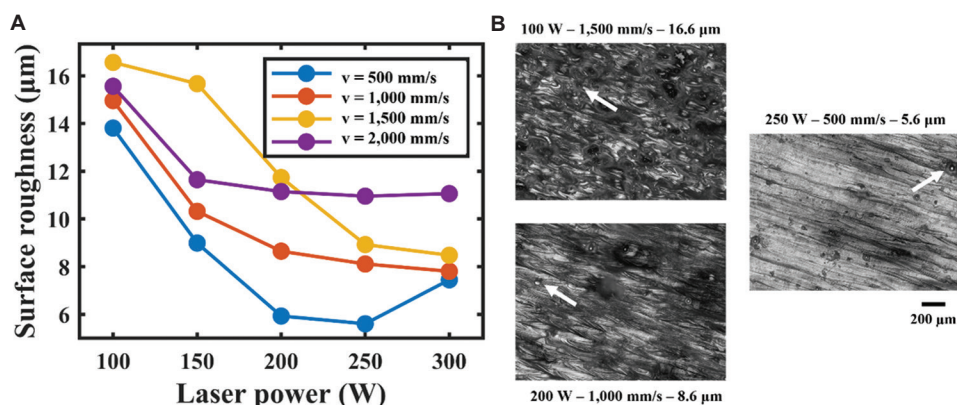 A
Surface roughness (μm)
16
14
12
10
8
6
v = 500 mm/s
v = 1,000 mm/s
v = 1,500 mm/s
v = 2,000 mm/s
100 150 200 250 300
Laser power (W)
B
100 W – 1,500 mm/s – 16.6 μm
250 W – 500 mm/s – 5.6 μm
200 μm
200 W – 1,000 mm/s – 8.6 μm